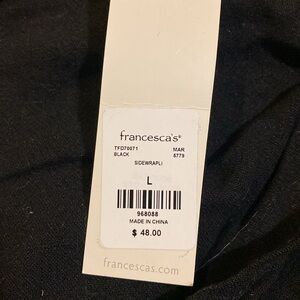 francesca's®
TFD70071 MAR
BLACK 5779
SIDEWRAPLI
L
968088
MADE IN CHINA
$ 48.00
francescas.com